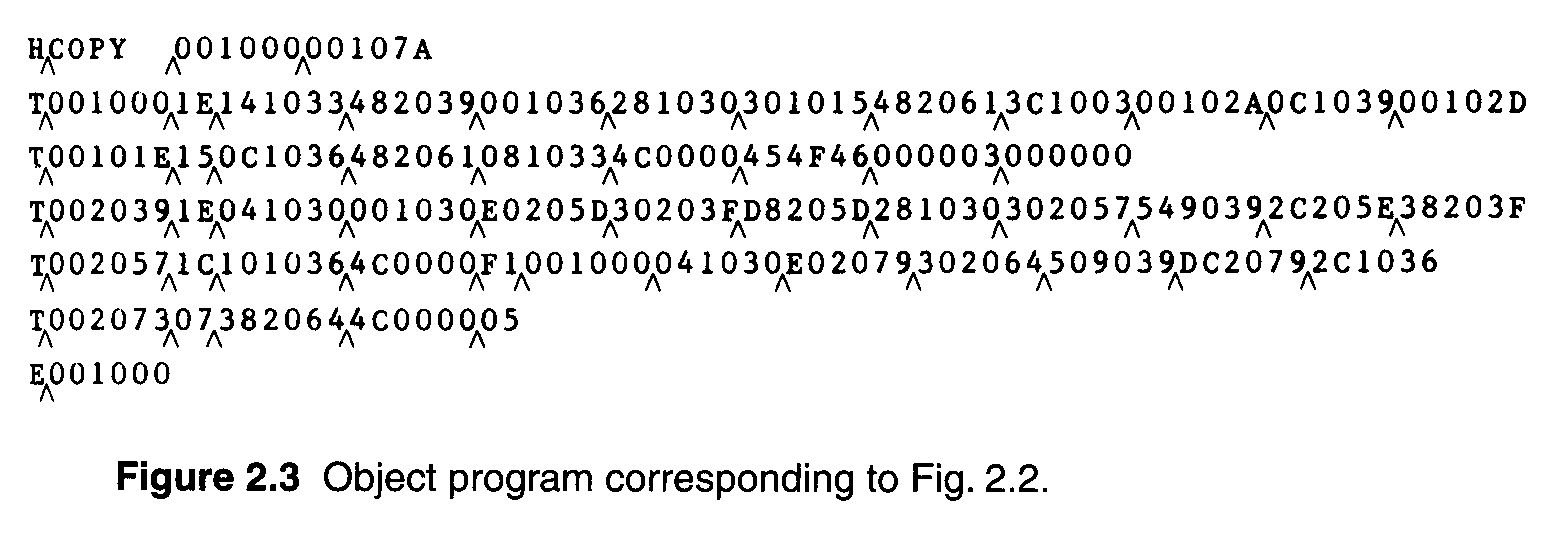 H^COPY  ^001000^00107A
T^001000^1E^141033^482039^001036^281030^301015^482061^3C1003^00102A^0C1039^00102D
T^00101E^15^0C1036^482061^081033^4C0000^454F46^000003^000000
T^002039^1E^041030^001030^E0205D^30203F^D8205D^281030^302057^549039^2C205E^38203F
T^002057^1C^101036^4C0000^F1^001000^041030^E02079^302064^509039^DC2079^2C1036
T^002073^07^382064^4C0000^05
E^001000
Figure 2.3 Object program corresponding to Fig. 2.2.